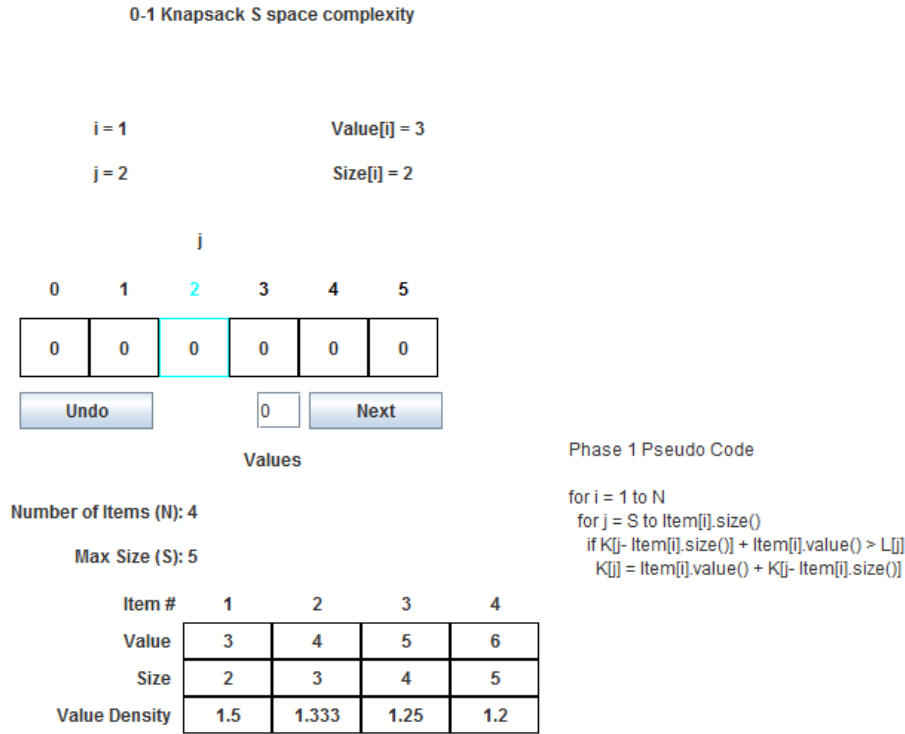 0-1 Knapsack S space complexity
i = 1 Value[i] = 3
j = 2 Size[i] = 2
j
0 1 2 3 4 5
0 0 0 0 0 0
Undo 0 Next
Values
Phase 1 Pseudo Code
for i = 1 to N
for j = S to Item[i].size()
if K[j- Item[i].size()] + Item[i].value() > L[j]
K[j] = Item[i].value() + K[j- Item[i].size()]
Number of Items (N): 4
Max Size (S): 5
Item # 1 2 3 4
Value 3 4 5 6
Size 2 3 4 5
Value Density 1.5 1.333 1.25 1.2